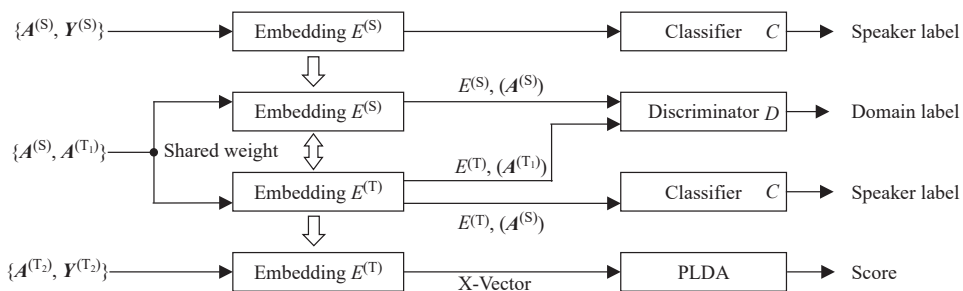 {A^(S), Y^(S)} Embedding E^(S) Classifier C Speaker label
E^(S), (A^(S))
Embedding E^(S) Discriminator D Domain label
{A^(S), A^(T₁)} Shared weight
E^(T), (A^(T₁))
Embedding E^(T) Classifier C Speaker label
E^(T), (A^(S))
{A^(T₂), Y^(T₂)} Embedding E^(T) X-Vector PLDA Score